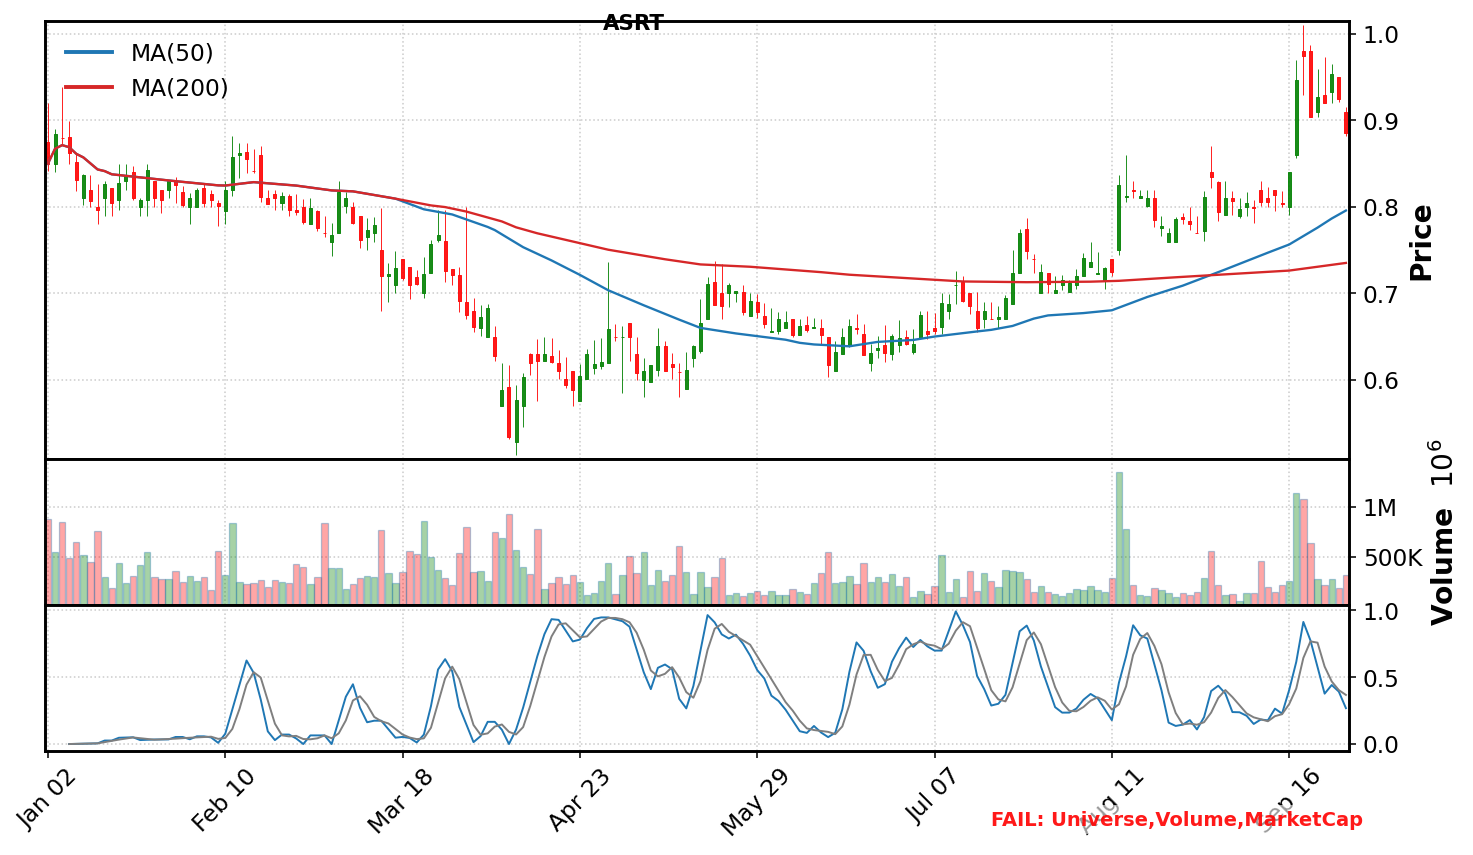 ASRT
MA(50)
MA(200)
1.0
0.9
0.8
0.7
0.6
Price
10⁶
1M
500K
Volume
1.0
0.5
0.0
Jan 02
Feb 10
Mar 18
Apr 23
May 29
Jul 07
Aug 11
Sep 16
FAIL: Universe,Volume,MarketCap